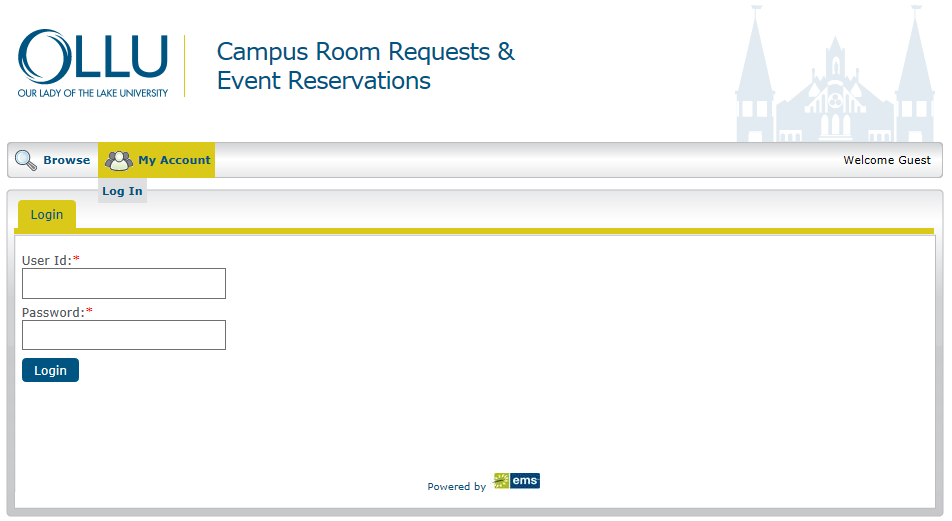 OLLU
OUR LADY OF THE LAKE UNIVERSITY
Campus Room Requests &
Event Reservations
Browse My Account Welcome Guest
Log In
Login
User Id:*
Password:*
Login
Powered by ems